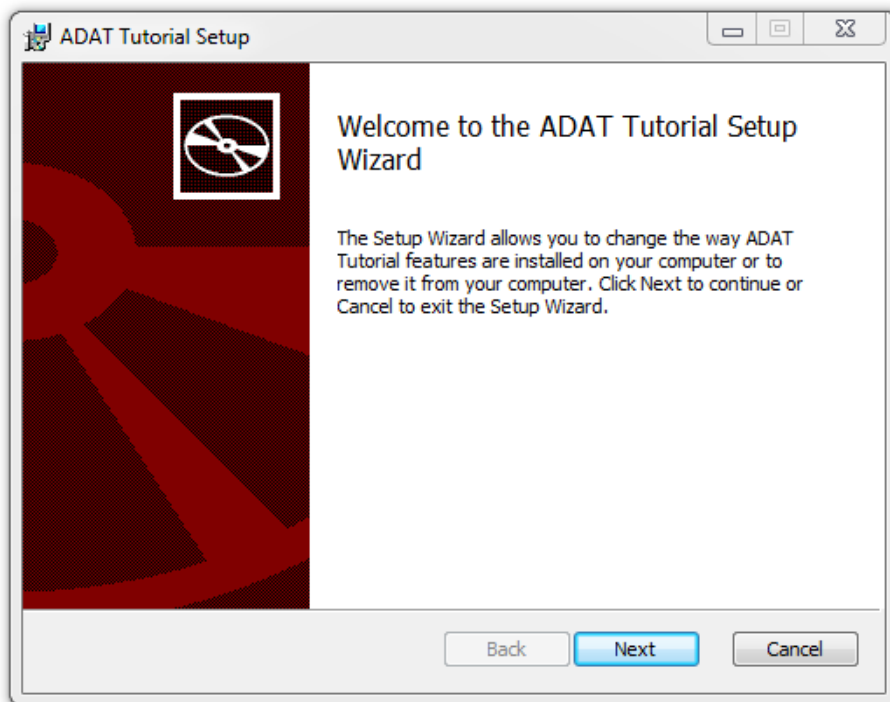 ADAT Tutorial Setup
Welcome to the ADAT Tutorial Setup
Wizard
The Setup Wizard allows you to change the way ADAT
Tutorial features are installed on your computer or to
remove it from your computer. Click Next to continue or
Cancel to exit the Setup Wizard.
Back
Next
Cancel